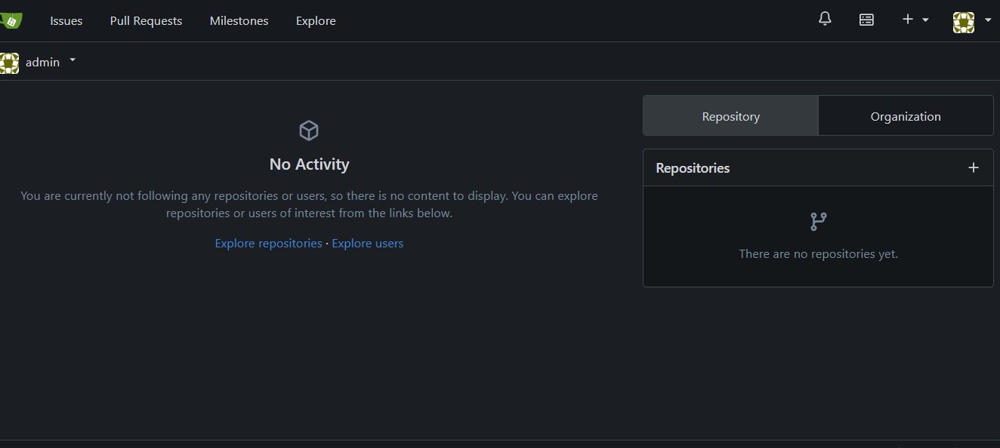 Issues Pull Requests Milestones Explore
admin
Repository Organization
No Activity
You are currently not following any repositories or users, so there is no content to display. You can explore
repositories or users of interest from the links below.
Explore repositories · Explore users
Repositories
There are no repositories yet.